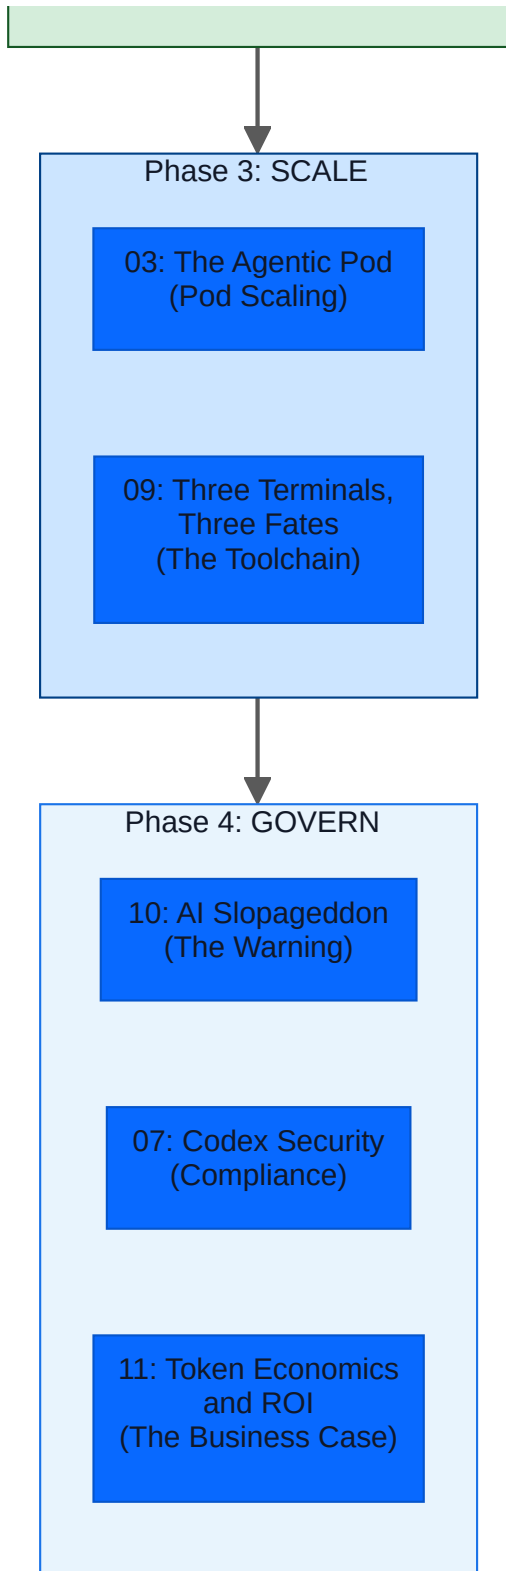 Phase 3: SCALE
03: The Agentic Pod
(Pod Scaling)
09: Three Terminals,
Three Fates
(The Toolchain)
Phase 4: GOVERN
10: AI Slopageddon
(The Warning)
07: Codex Security
(Compliance)
11: Token Economics
and ROI
(The Business Case)